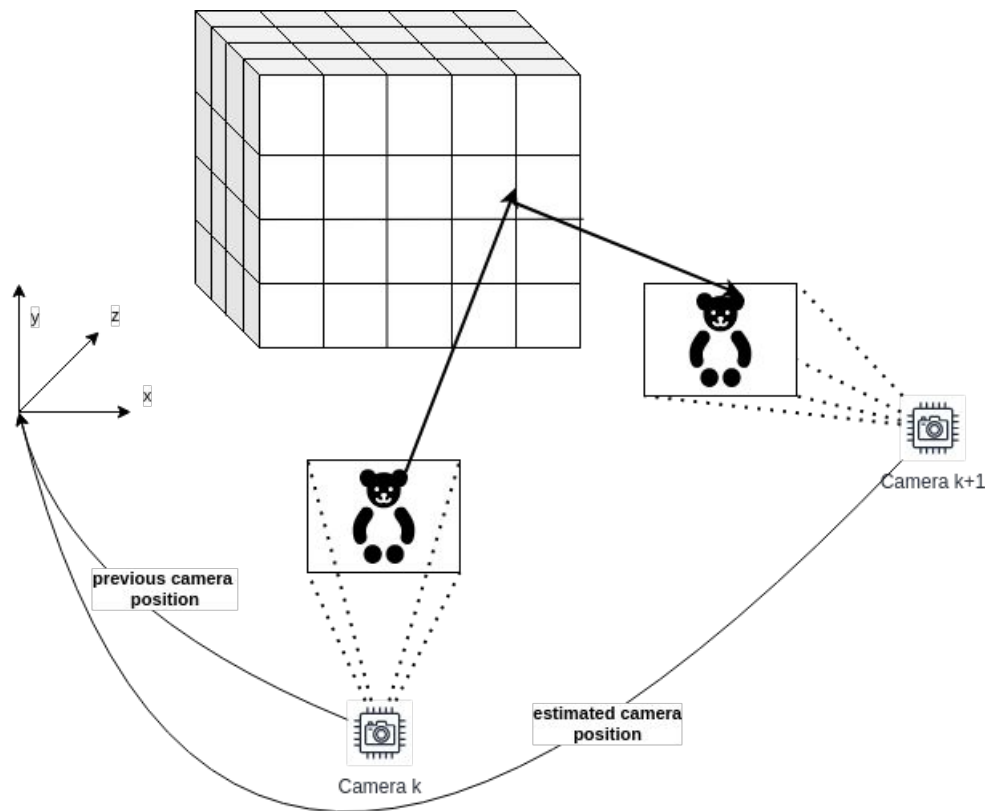 y
z
x
previous camera
position
Camera k+1
estimated camera
position
Camera k